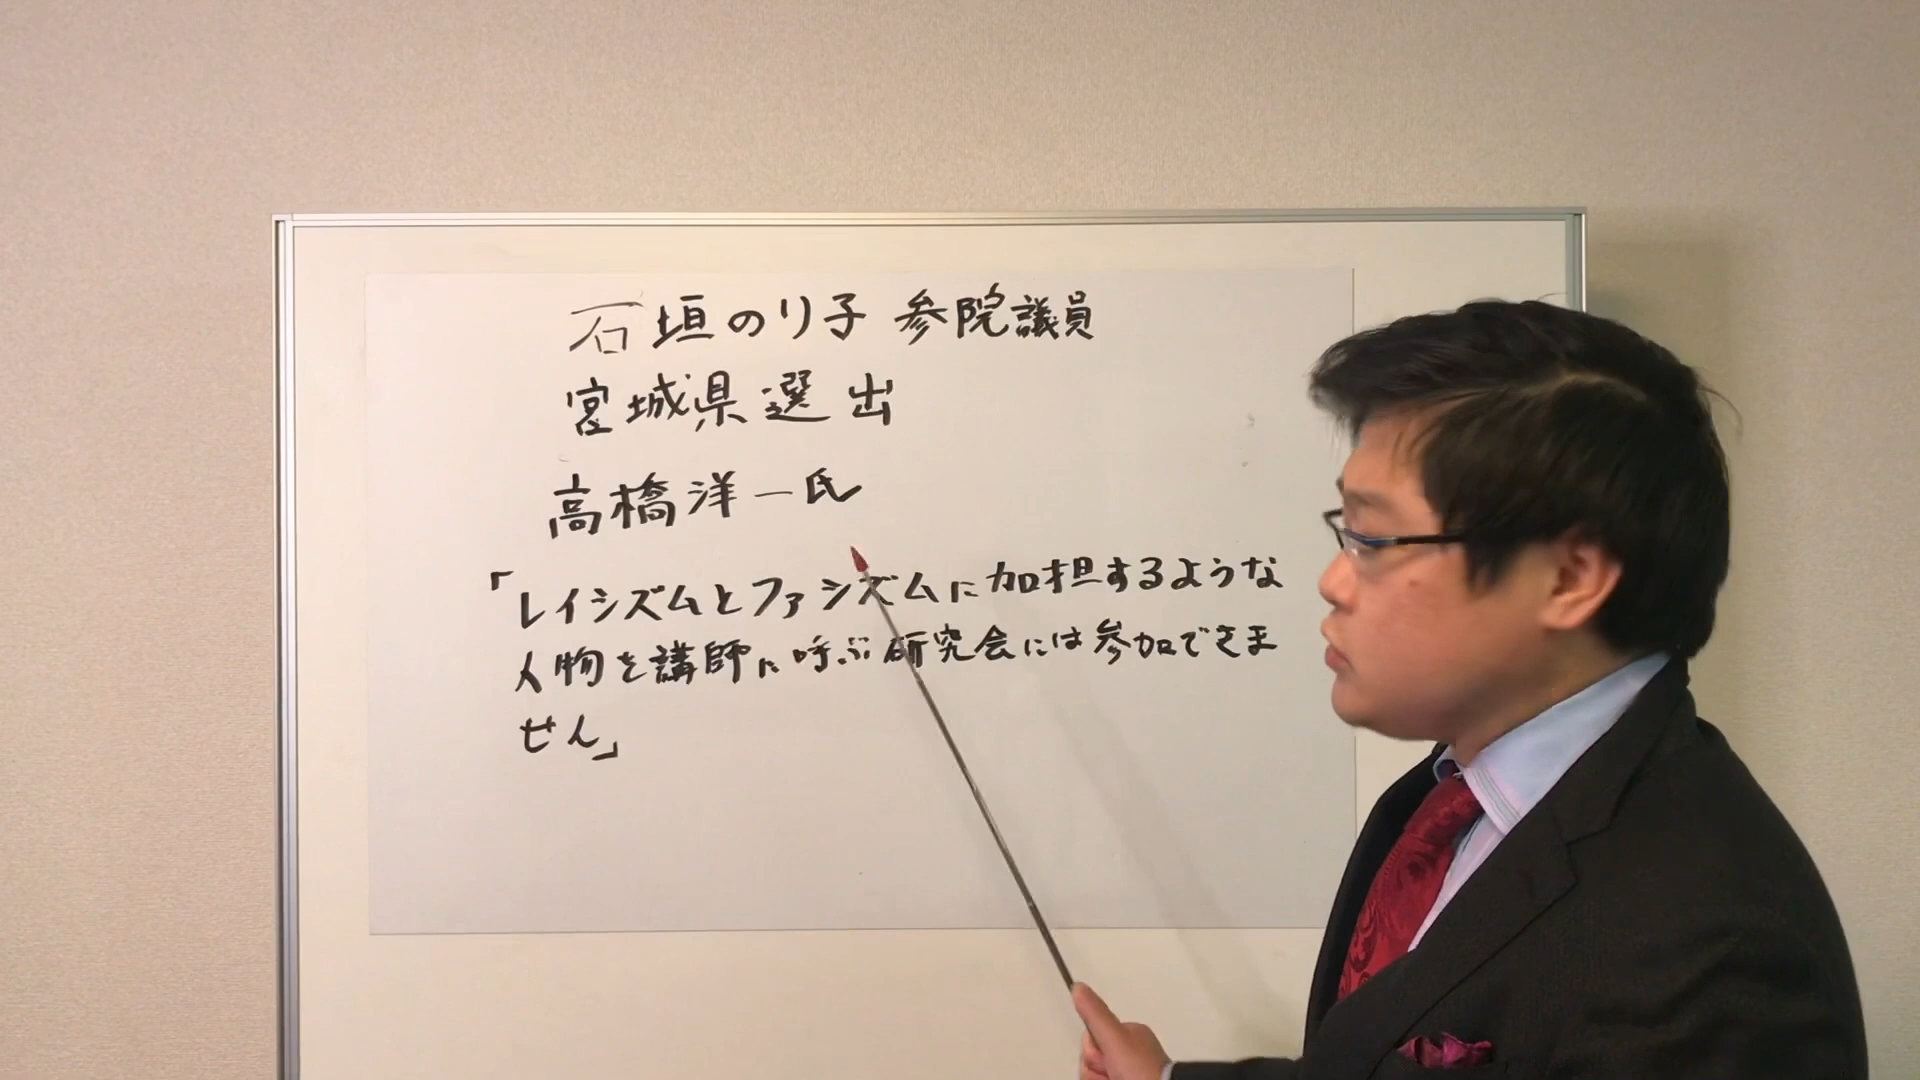 石垣のり子 参院議員
宮城県選出
高橋洋一氏
「レイシズムとファシズムに加担するような
人物を講師に呼ぶ研究会には参加できま
せん」